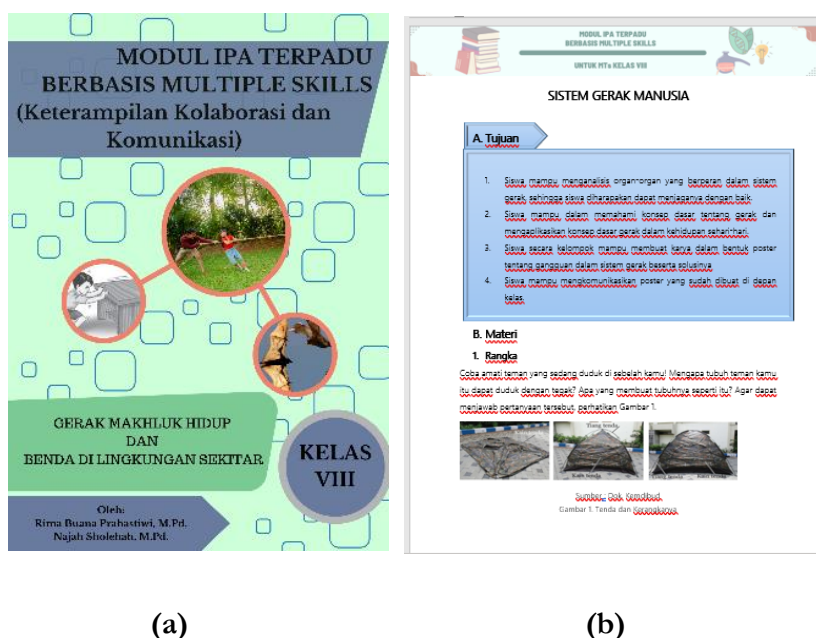 MODUL IPA TERPADU
BERBASIS MULTIPLE SKILLS
(Keterampilan Kolaborasi dan
Komunikasi)
GERAK MAKHLUK HIDUP
DAN
BENDA DI LINGKUNGAN SEKITAR
KELAS
VIII
Oleh:
Rima Buana Prahastiwi, M.Pd.
Najah Sholehah, M.Pd.
(a)
MODUL IPA TERPADU
BERBASIS MULTIPLE SKILLS
UNTUK MTs KELAS VIII
SISTEM GERAK MANUSIA
A. Tujuan
1. Siswa mampu menganalisis organ-organ yang berperan dalam sistem
gerak, sehingga siswa diharapakan dapat menjaganya dengan baik.
2. Siswa mampu dalam memahami konsep dasar tentang gerak dan
mengaplikasikan konsep dasar gerak dalam kehidupan sehari-hari.
3. Siswa secara kelompok mampu membuat karya dalam bentuk poster
tentang gangguan dalam sistem gerak beserta solusinya
4. Siswa mampu mengkomunikasikan poster yang sudah dibuat di depan
kelas.
B. Materi
1. Rangka
Coba amati teman yang sedang duduk di sebelah kamu! Mengapa tubuh teman kamu
itu dapat duduk dengan tegak? Apa yang membuat tubuhnya seperti itu? Agar dapat
menjawab pertanyaan tersebut, perhatikan Gambar 1.
Tiang tenda
Kain tenda
Sumber: Dok. Kemdikbud
Gambar 1. Tenda dan Kerangkanya
(b)